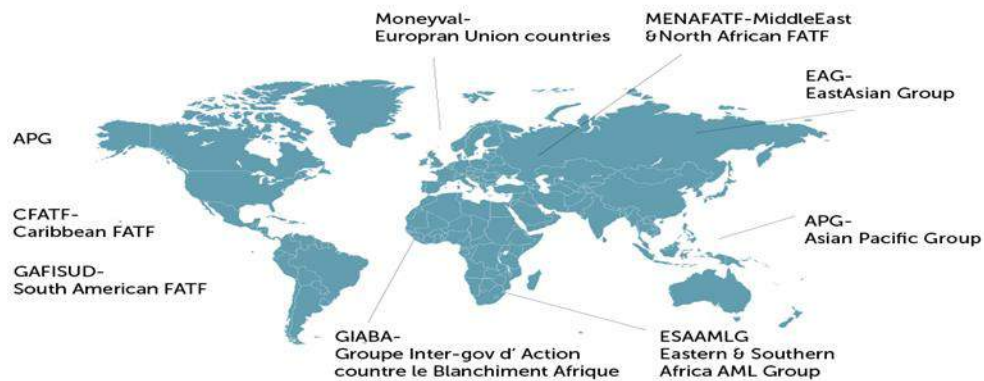 Moneyval-
Europran Union countries
MENAFATF-MiddleEast
&North African FATF
EAG-
EastAsian Group
APG
CFATF-
Caribbean FATF
APG-
Asian Pacific Group
GAFISUD-
South American FATF
GIABA-
Groupe Inter-gov d' Action
countre le Blanchiment Afrique
ESAAMLG
Eastern & Southern
Africa AML Group